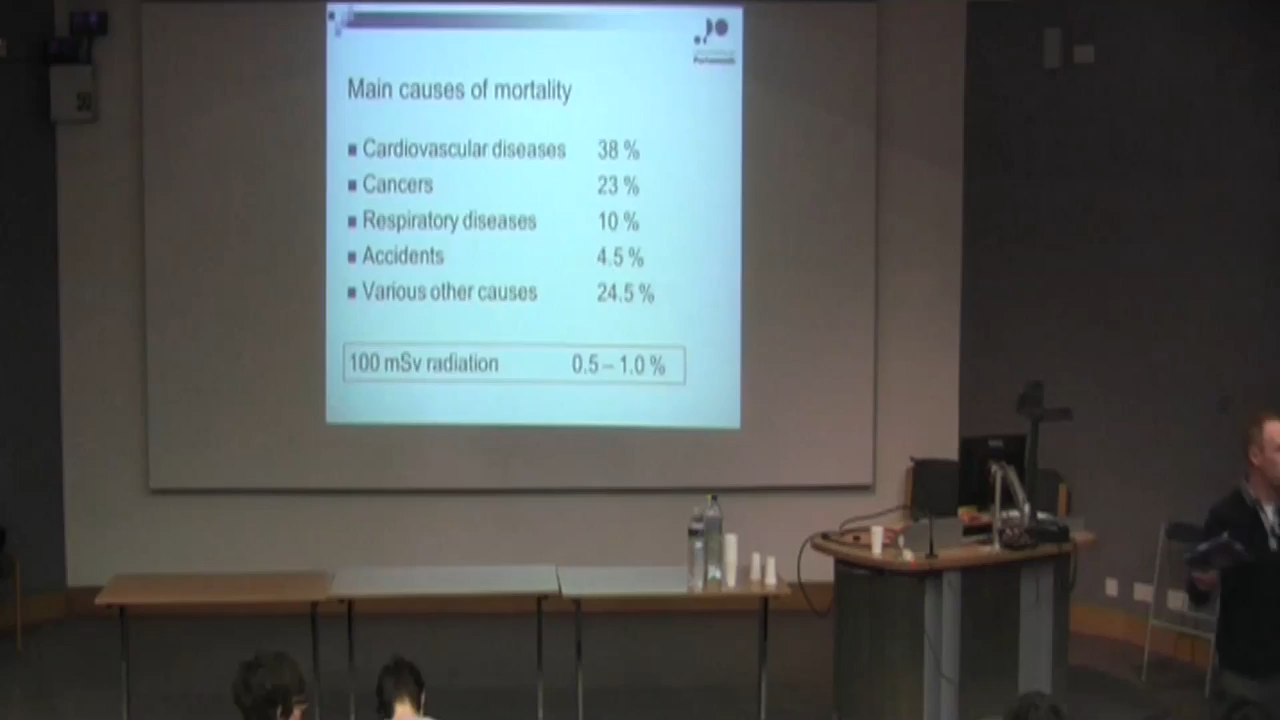 Main causes of mortality
Cardiovascular diseases 38 %
Cancers 23 %
Respiratory diseases 10 %
Accidents 4.5 %
Various other causes 24.5 %
100 mSv radiation 0.5 – 1.0 %